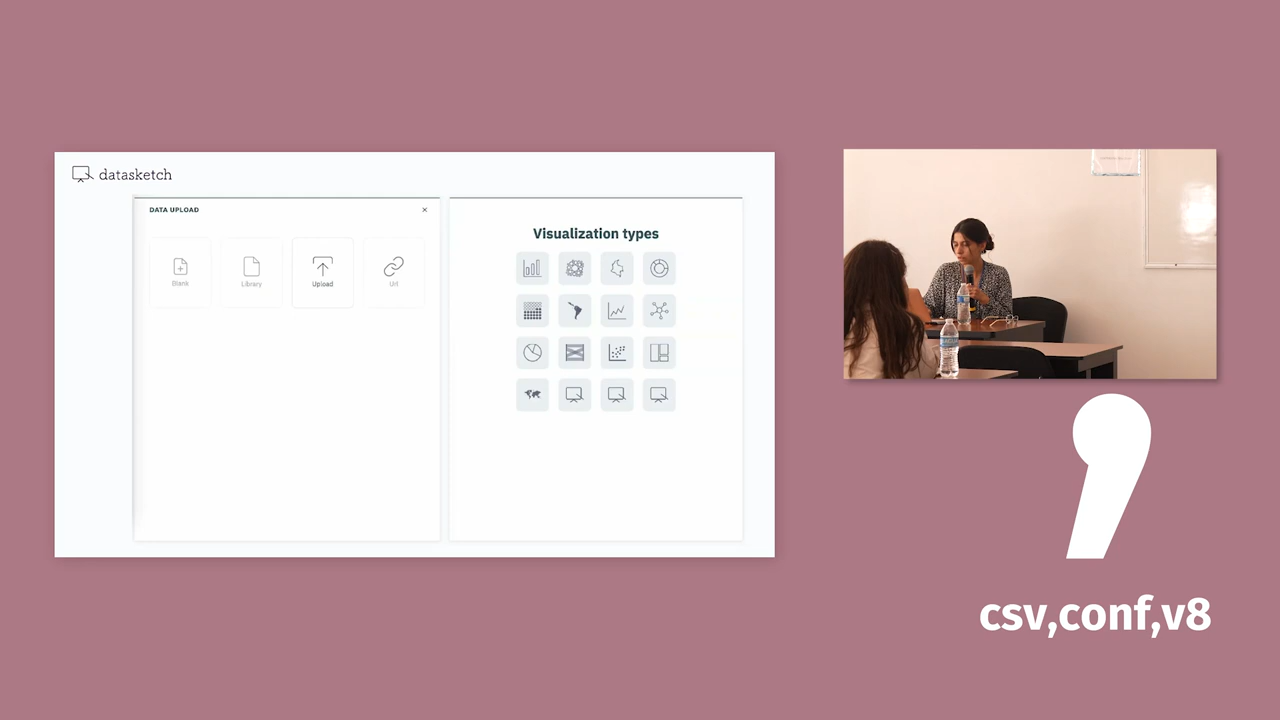 datasketch
DATA UPLOAD
Blank
Library
Upload
Url
Visualization types
csv,conf,v8